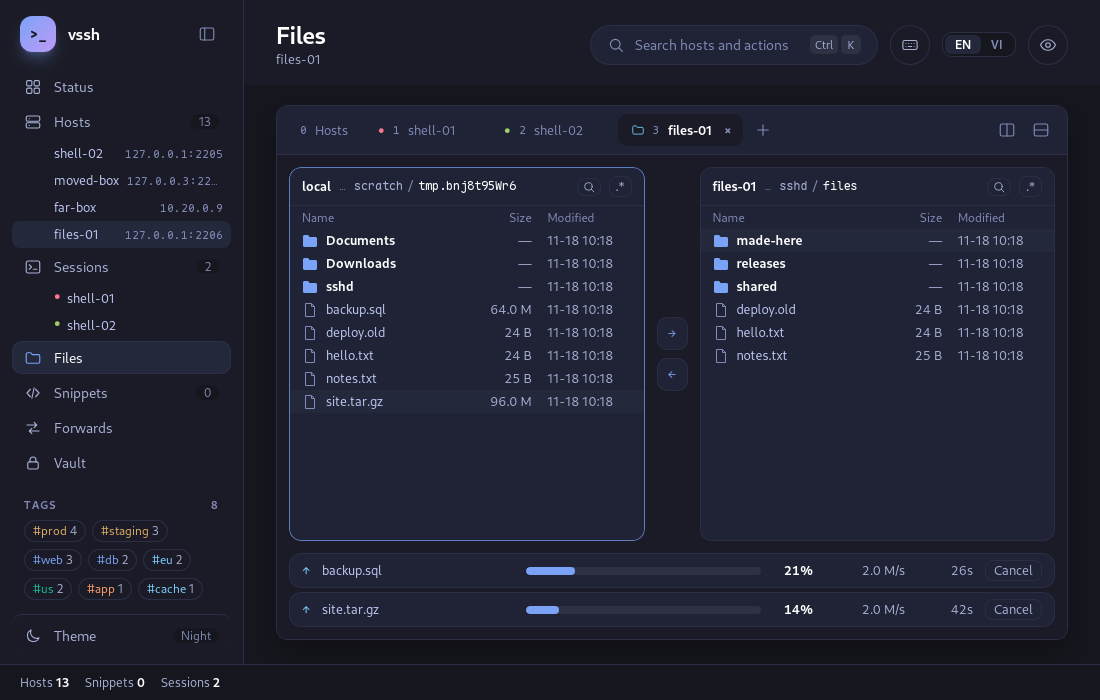 >_ vssh
Status
Hosts 13
shell-02 127.0.0.1:2205
moved-box 127.0.0.3:22…
far-box 10.20.0.9
files-01 127.0.0.1:2206
Sessions 2
shell-01
shell-02
Files
Snippets 0
Forwards
Vault
TAGS 8
#prod 4 #staging 3
#web 3 #db 2 #eu 2
#us 2 #app 1 #cache 1
Theme Night
Files
files-01
Search hosts and actions Ctrl K
EN VI
0 Hosts 1 shell-01 2 shell-02 3 files-01 × +
local … scratch / tmp.bnj8t95Wr6 .*
Name Size Modified
Documents — 11-18 10:18
Downloads — 11-18 10:18
sshd — 11-18 10:18
backup.sql 64.0 M 11-18 10:18
deploy.old 24 B 11-18 10:18
hello.txt 24 B 11-18 10:18
notes.txt 25 B 11-18 10:18
site.tar.gz 96.0 M 11-18 10:18
→
←
files-01 … sshd / files .*
Name Size Modified
made-here — 11-18 10:18
releases — 11-18 10:18
shared — 11-18 10:18
deploy.old 24 B 11-18 10:18
hello.txt 24 B 11-18 10:18
notes.txt 25 B 11-18 10:18
↑ backup.sql 21% 2.0 M/s 26s Cancel
↑ site.tar.gz 14% 2.0 M/s 42s Cancel
Hosts 13 Snippets 0 Sessions 2